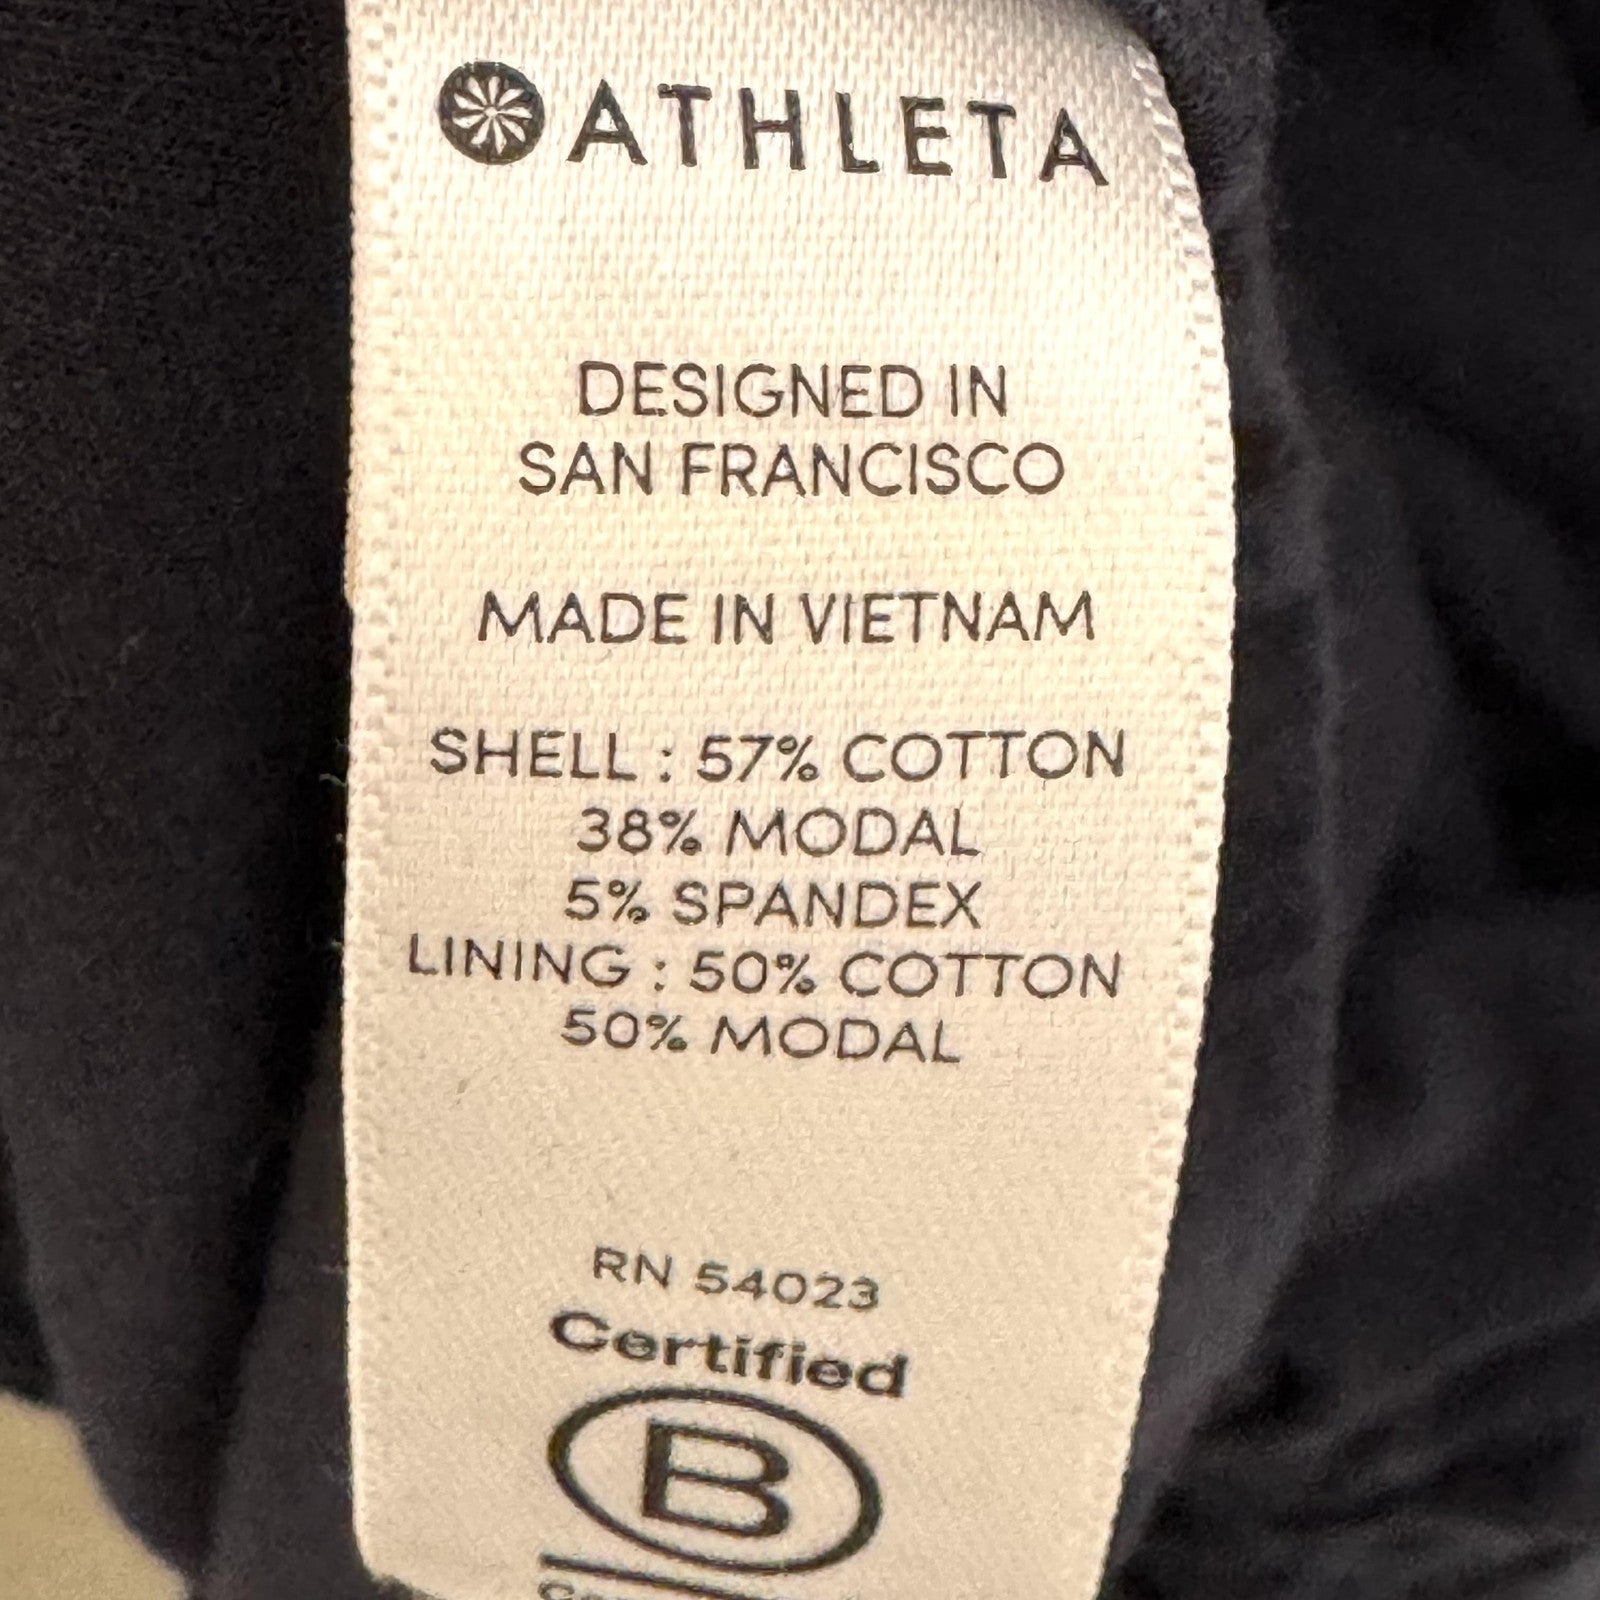 ATHLETA
DESIGNED IN
SAN FRANCISCO
MADE IN VIETNAM
SHELL : 57% COTTON
38% MODAL
5% SPANDEX
LINING : 50% COTTON
50% MODAL
RN 54023
Certified
B